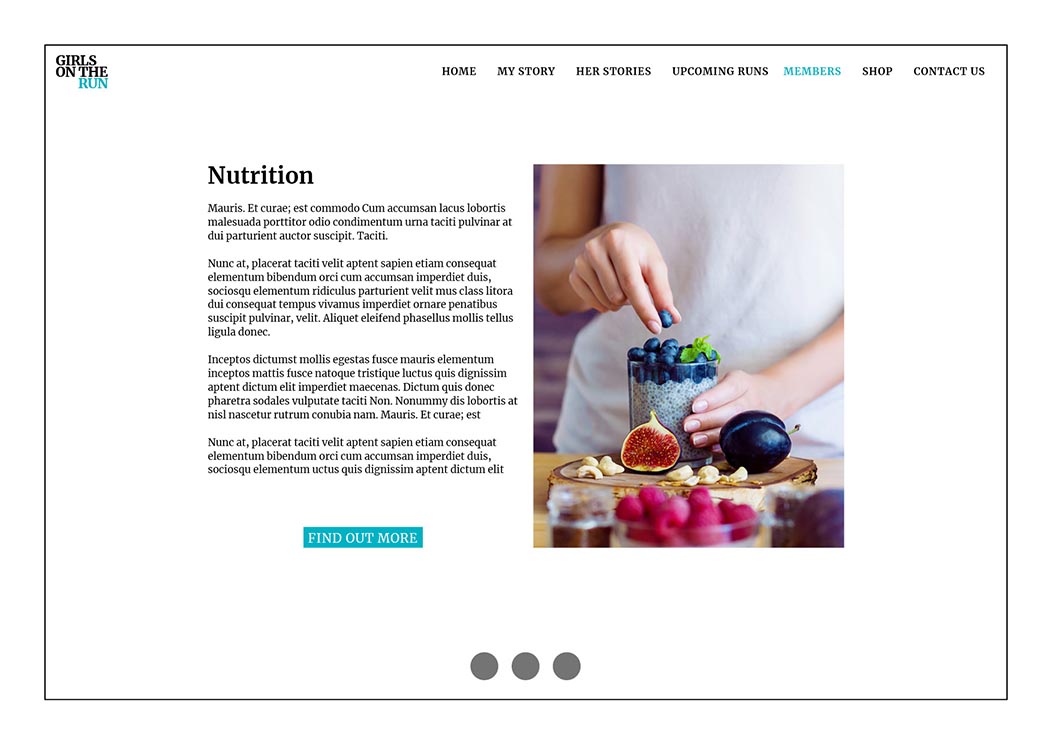 GIRLS
ON THE
RUN
HOME MY STORY HER STORIES UPCOMING RUNS MEMBERS SHOP CONTACT US
Nutrition
Mauris. Et curae; est commodo Cum accumsan lacus lobortis
malesuada porttitor odio condimentum urna taciti pulvinar at
dui parturient auctor suscipit. Taciti.
Nunc at, placerat taciti velit aptent sapien etiam consequat
elementum bibendum orci cum accumsan imperdiet duis,
sociosqu elementum ridiculus parturient velit mus class litora
dui consequat tempus vivamus imperdiet ornare penatibus
suscipit pulvinar, velit. Aliquet eleifend phasellus mollis tellus
ligula donec.
Inceptos dictumst mollis egestas fusce mauris elementum
inceptos mattis fusce natoque tristique luctus quis dignissim
aptent dictum elit imperdiet maecenas. Dictum quis donec
pharetra sodales vulputate taciti Non. Nonummy dis lobortis at
nisl nascetur rutrum conubia nam. Mauris. Et curae; est
Nunc at, placerat taciti velit aptent sapien etiam consequat
elementum bibendum orci cum accumsan imperdiet duis,
sociosqu elementum uctus quis dignissim aptent dictum elit
FIND OUT MORE